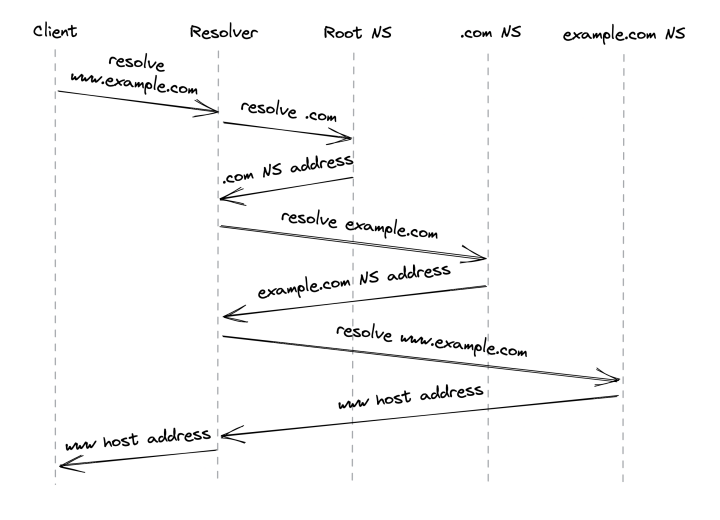 Client
Resolver
Root NS
.com NS
example.com NS
resolve
www.example.com
resolve .com
.com NS address
resolve example.com
example.com NS address
resolve www.example.com
www host address
www host address